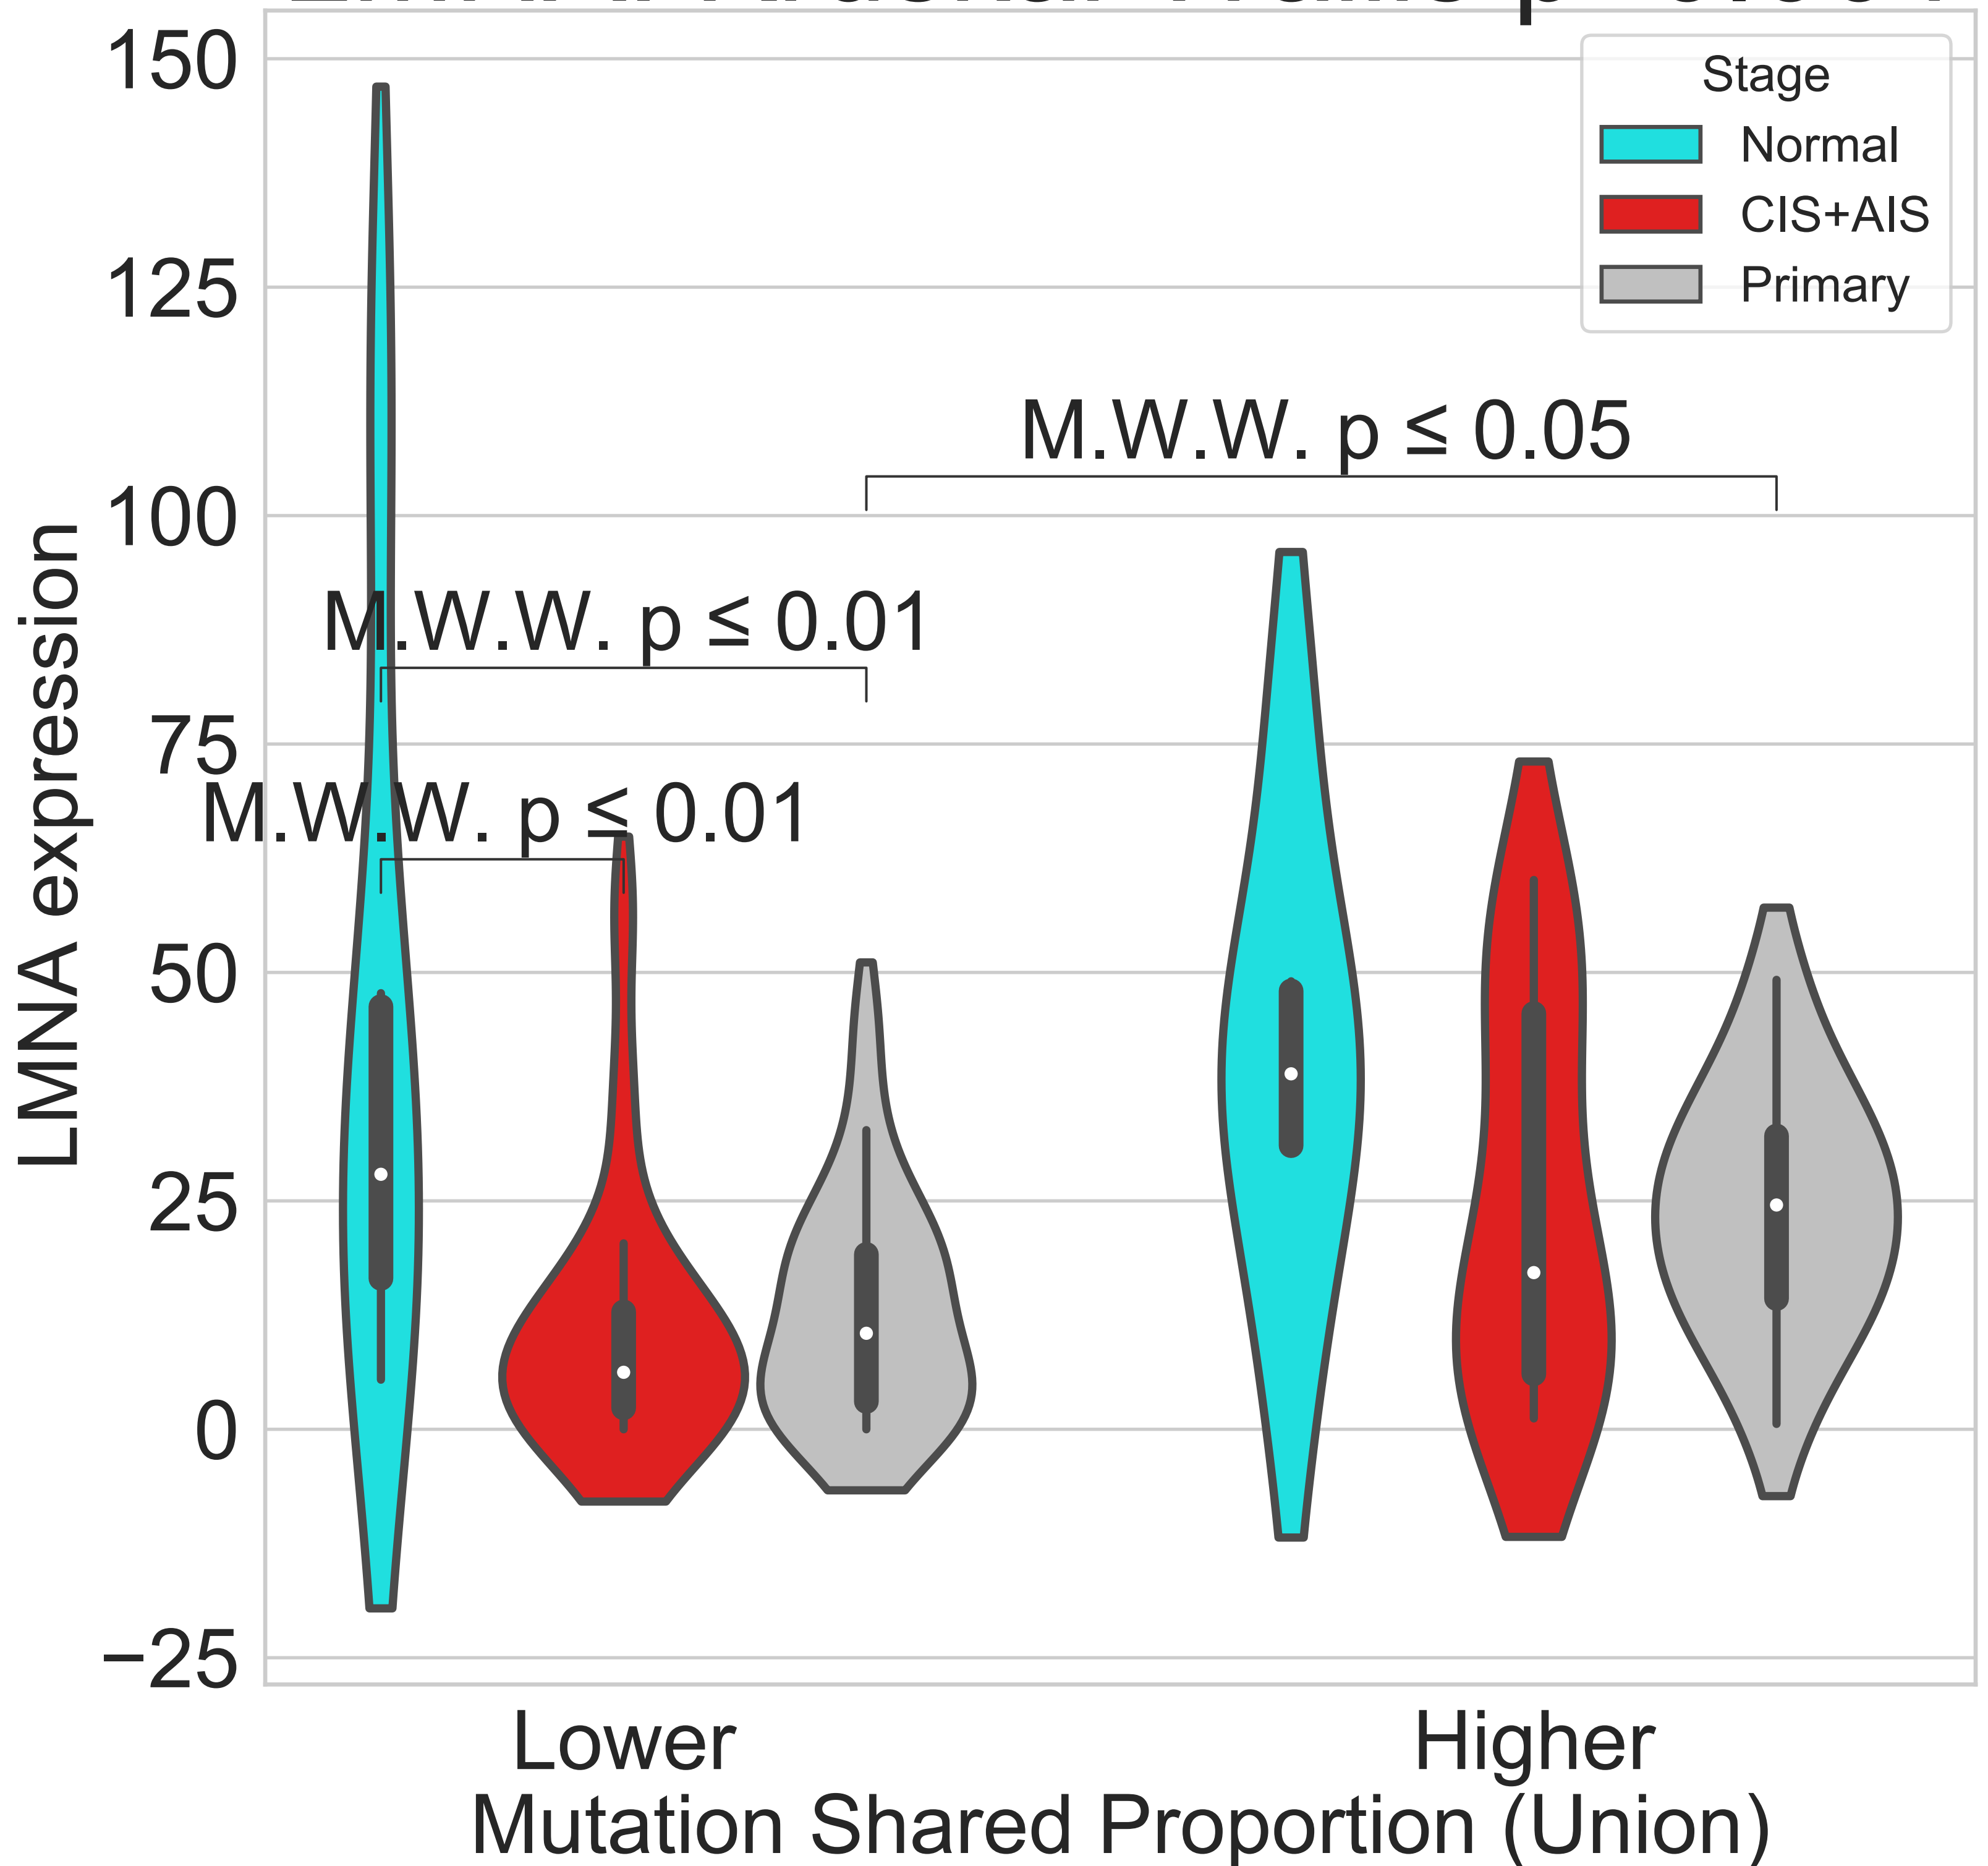 150
125
100
75
50
25
0
−25
LMNA expression
Stage
Normal
CIS+AIS
Primary
M.W.W. p ≤ 0.05
M.W.W. p ≤ 0.01
M.W.W. p ≤ 0.01
Lower
Higher
Mutation Shared Proportion (Union)